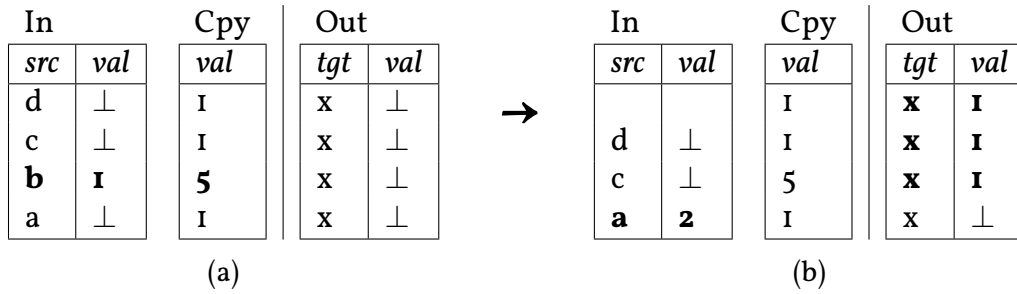 In Cpy Out → In Cpy Out
src val val tgt val src val val tgt val
d ⊥ 1 x ⊥ 1 x 1
c ⊥ 1 x ⊥ d ⊥ 1 x 1
b 1 5 x ⊥ c ⊥ 5 x 1
a ⊥ 1 x ⊥ a 2 1 x ⊥
(a) (b)